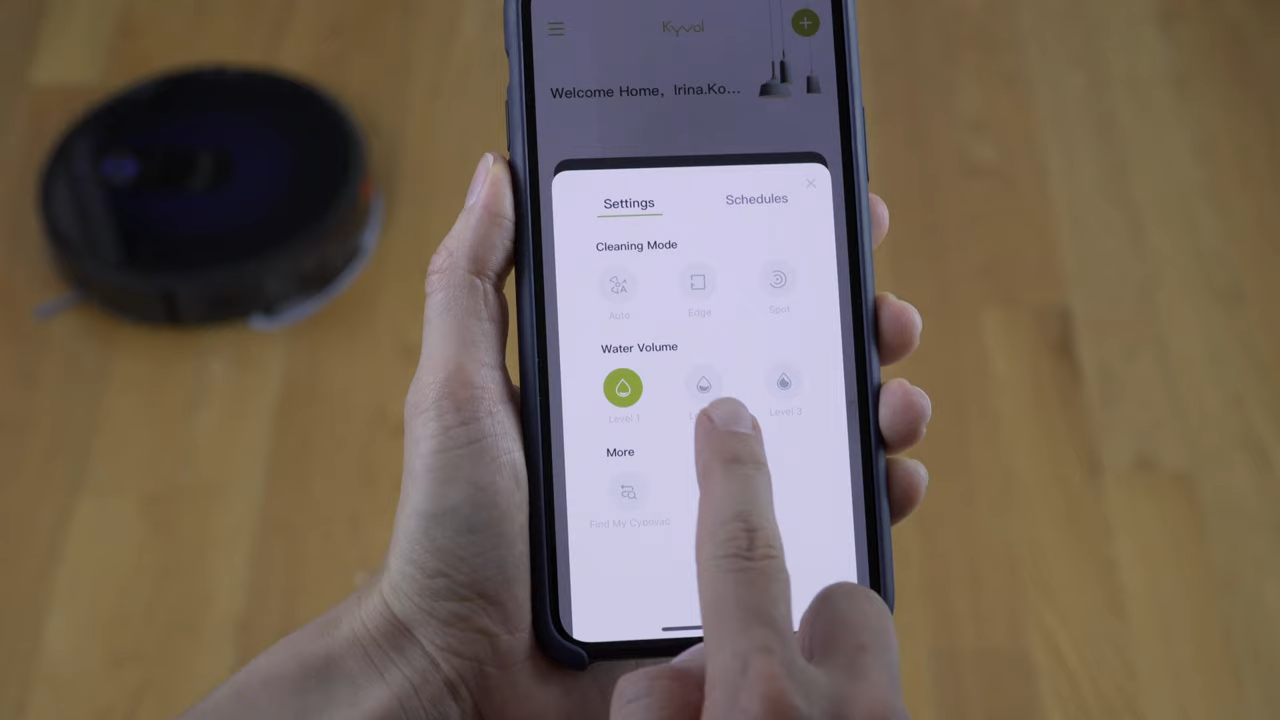 Kyvol
Welcome Home, Irina.Ko...
Settings Schedules
Cleaning Mode
Auto Edge Spot
Water Volume
Level 1 Level 3
More
Find My Cybovac